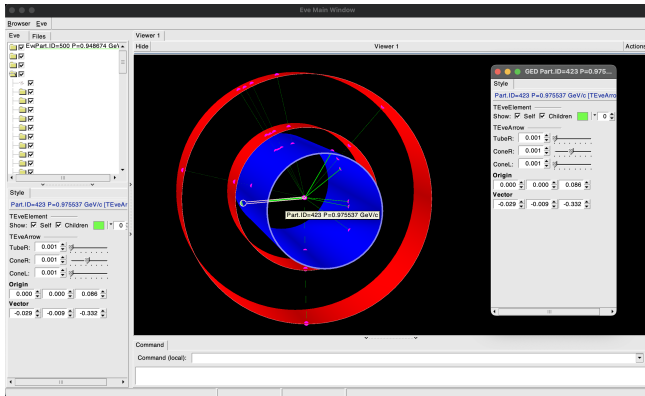 Eve Main Window
Browser Eve
Eve Files
EvePart.ID=500 P=0.948674 GeV
Viewer 1
Hide Viewer 1 Actions
Part.ID=423 P=0.975537 GeV/c
GED Part.ID=423 P=0.975...
Style
Part.ID=423 P=0.975537 GeV/c [TEveArro
TEveElement
Show: Self Children 0
TEveArrow
TubeR: 0.001
ConeR: 0.001
ConeL: 0.001
Origin
0.000 0.000 0.086
Vector
-0.029 -0.009 -0.332
Style
Part.ID=423 P=0.975537 GeV/c [TEveAr
TEveElement
Show: Self Children 0
TEveArrow
TubeR: 0.001
ConeR: 0.001
ConeL: 0.001
Origin
0.000 0.000 0.086
Vector
-0.029 -0.009 -0.332
Command
Command (local):